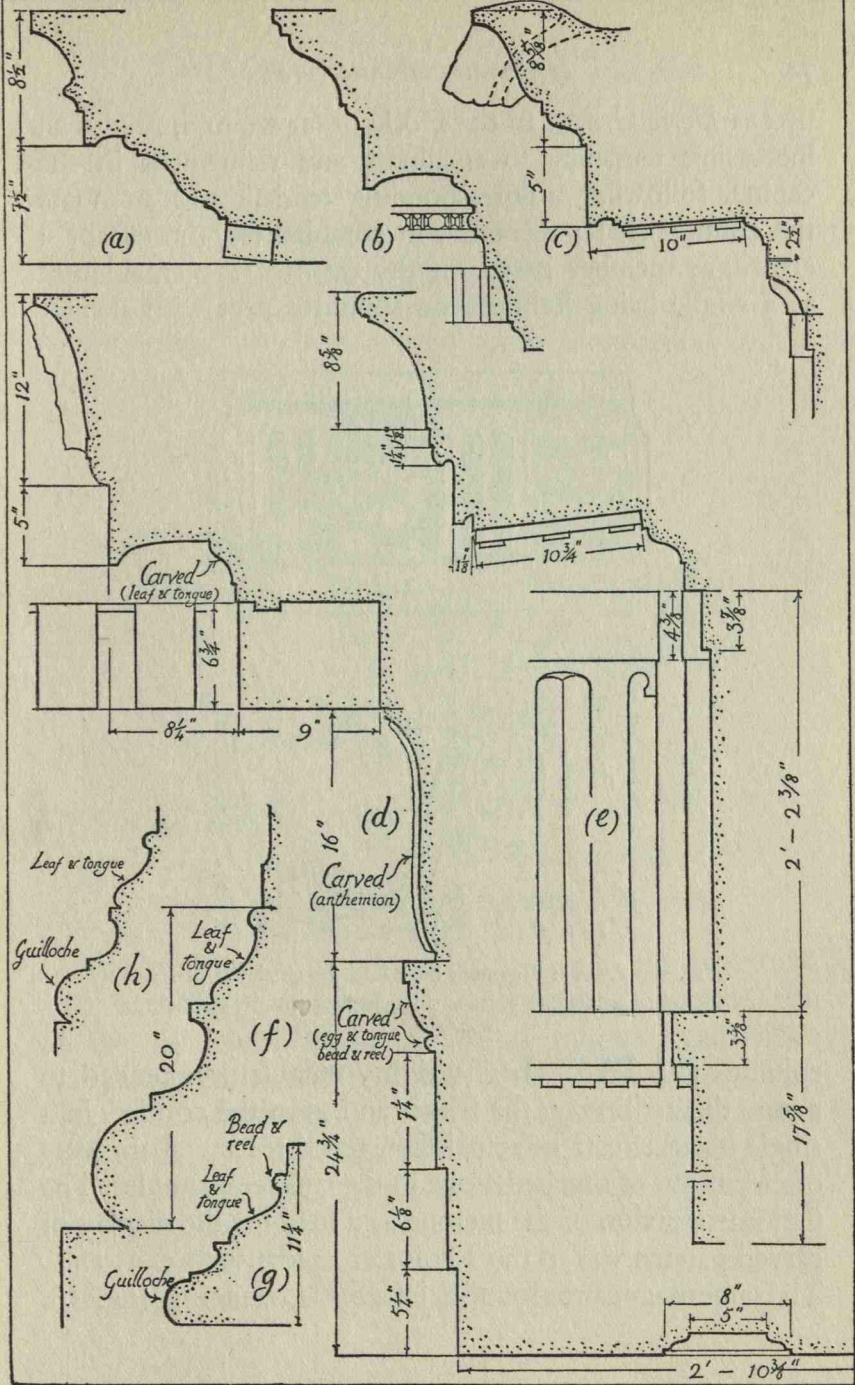 8½"
7½"
(a)
(b)
8⅝"
5"
(c)
10"
2½"
12"
5"
Carved
(leaf & tongue)
6¾"
8¼"
9"
8⅝"
1⅛"
1¼"
1⅛"
10¾"
4⅜"
3⅞"
(d)
16"
Carved
(anthemion)
(e)
2' - 2 ⅜"
3⅜"
17⅝"
Leaf & tongue
Guilloche
(h)
20"
Leaf
&
tongue
(f)
Carved
(egg & tongue
bead & reel)
24¾"
7¼"
6⅛"
5¼"
Bead &
reel
Leaf
&
tongue
11¼"
Guilloche
(g)
8"
5"
2' - 10⅜"